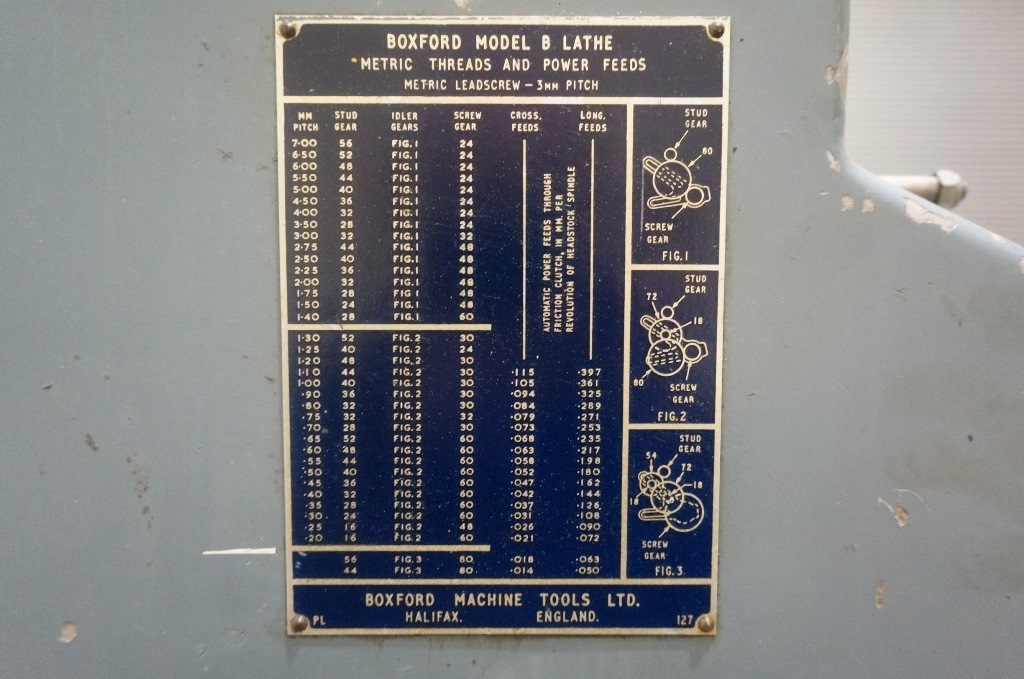 BOXFORD MODEL B LATHE
METRIC THREADS AND POWER FEEDS
METRIC LEADSCREW - 3MM PITCH
MM PITCH STUD GEAR IDLER GEARS SCREW GEAR CROSS. FEEDS LONG. FEEDS
7·00 56 FIG.1 24
6·50 52 FIG.1 24
6·00 48 FIG.1 24
5·50 44 FIG.1 24
5·00 40 FIG.1 24
4·50 36 FIG.1 24
4·00 32 FIG.1 24
3·50 28 FIG.1 24
3·00 32 FIG.1 32
2·75 44 FIG.1 48
2·50 40 FIG.1 48
2·25 36 FIG.1 48
2·00 32 FIG.1 48
1·75 28 FIG.1 48
1·50 24 FIG.1 48
1·40 28 FIG.1 60
AUTOMATIC POWER FEEDS THROUGH
FRICTION CLUTCH, IN MM. PER
REVOLUTION OF HEADSTOCK SPINDLE
1·30 52 FIG.2 30
1·25 40 FIG.2 24
1·20 48 FIG.2 30
1·10 44 FIG.2 30 ·115 ·397
1·00 40 FIG.2 30 ·105 ·361
·90 36 FIG.2 30 ·094 ·325
·80 32 FIG.2 30 ·084 ·289
·75 32 FIG.2 32 ·079 ·271
·70 28 FIG.2 30 ·073 ·253
·65 52 FIG.2 60 ·068 ·235
·60 48 FIG.2 60 ·063 ·217
·55 44 FIG.2 60 ·058 ·198
·50 40 FIG.2 60 ·052 ·180
·45 36 FIG.2 60 ·047 ·162
·40 32 FIG.2 60 ·042 ·144
·35 28 FIG.2 60 ·037 ·126
·30 24 FIG.2 60 ·031 ·108
·25 16 FIG.2 48 ·026 ·090
·20 16 FIG.2 60 ·021 ·072
56 FIG.3 80 ·018 ·063
44 FIG.3 80 ·014 ·050
STUD
GEAR
80
SCREW
GEAR
FIG.1
STUD
GEAR
72
18
80
SCREW
GEAR
FIG.2
STUD
GEAR
54
72
18
18
SCREW
GEAR
FIG.3
BOXFORD MACHINE TOOLS LTD.
HALIFAX. ENGLAND.
PL 127